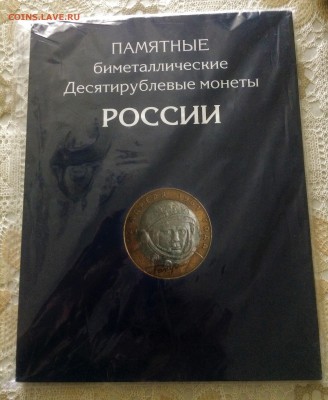 COINS.LAVE.RU
ПАМЯТНЫЕ
биметаллические
Десятирублевые монеты
РОССИИ